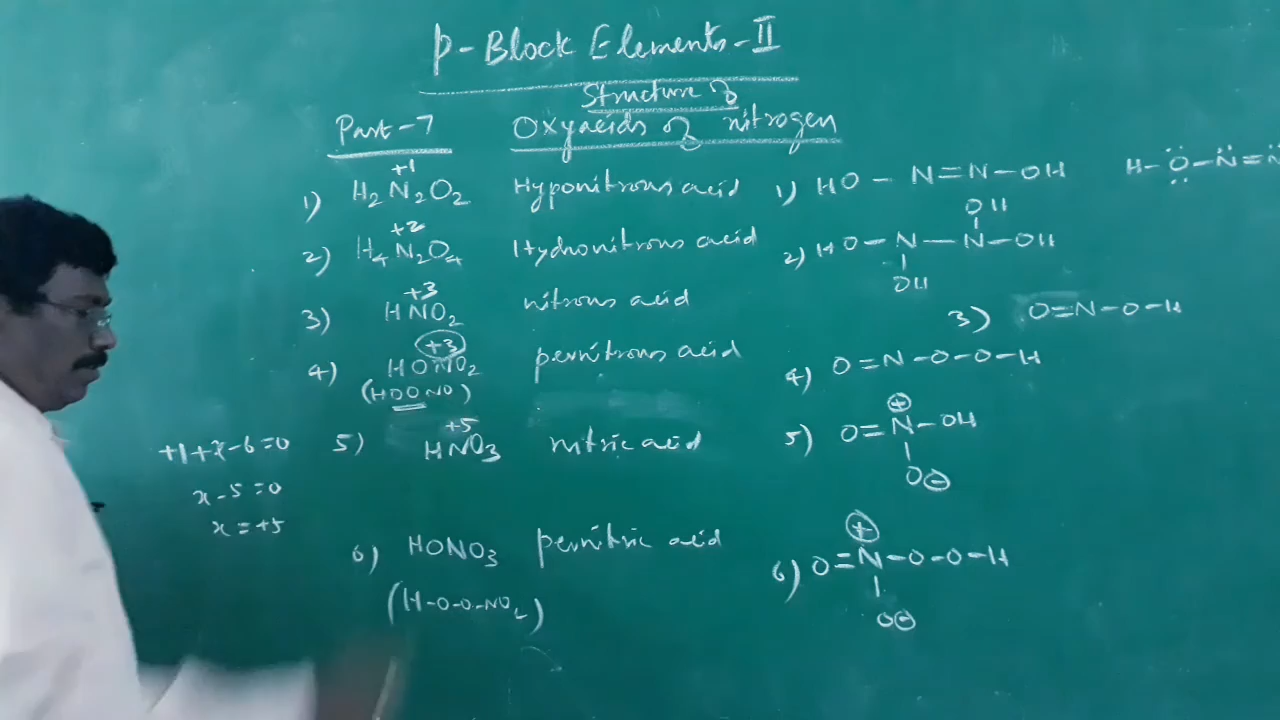 P-Block Elements-II
Structure of
Part-7 Oxyacids of nitrogen
+1
1) H₂N₂O₂ Hyponitrous acid 1) HO-N=N-OH H-O-N=N
+2 OH
2) H₄N₂O₄ Hydronitrous acid 2) HO-N-N-OH
OH
+3
3) HNO₂ nitrous acid 3) O=N-O-H
+3
4) HONO₂ pernitrous acid 4) O=N-O-O-H
(HOONO)
+5 ⊕
5) HNO₃ nitric acid 5) O=N-OH
O⊖
+1+x-6=0
x-5=0
x=+5
⊕
6) HONO₃ pernitric acid 6) O=N-O-O-H
(H-O-O-NO₂) O⊖